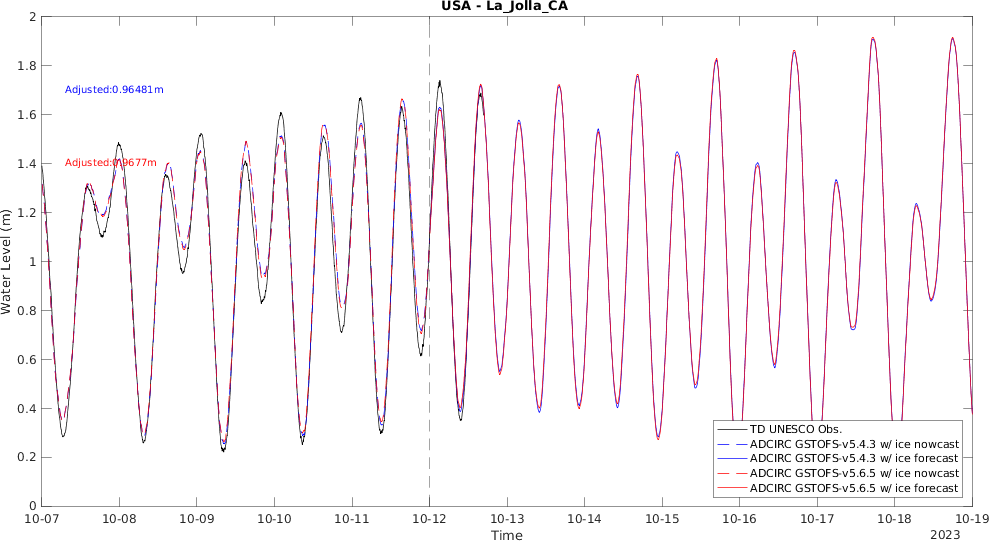 USA - La_Jolla_CA
2
1.8
Adjusted:0.96481m
1.6
1.4
Adjusted:0.9677m
1.2
Water Level (m)
1
0.8
0.6
0.4
0.2
0
TD UNESCO Obs.
ADCIRC GSTOFS-v5.4.3 w/ ice nowcast
ADCIRC GSTOFS-v5.4.3 w/ ice forecast
ADCIRC GSTOFS-v5.6.5 w/ ice nowcast
ADCIRC GSTOFS-v5.6.5 w/ ice forecast
10-07 10-08 10-09 10-10 10-11 10-12 10-13 10-14 10-15 10-16 10-17 10-18 10-19
Time
2023